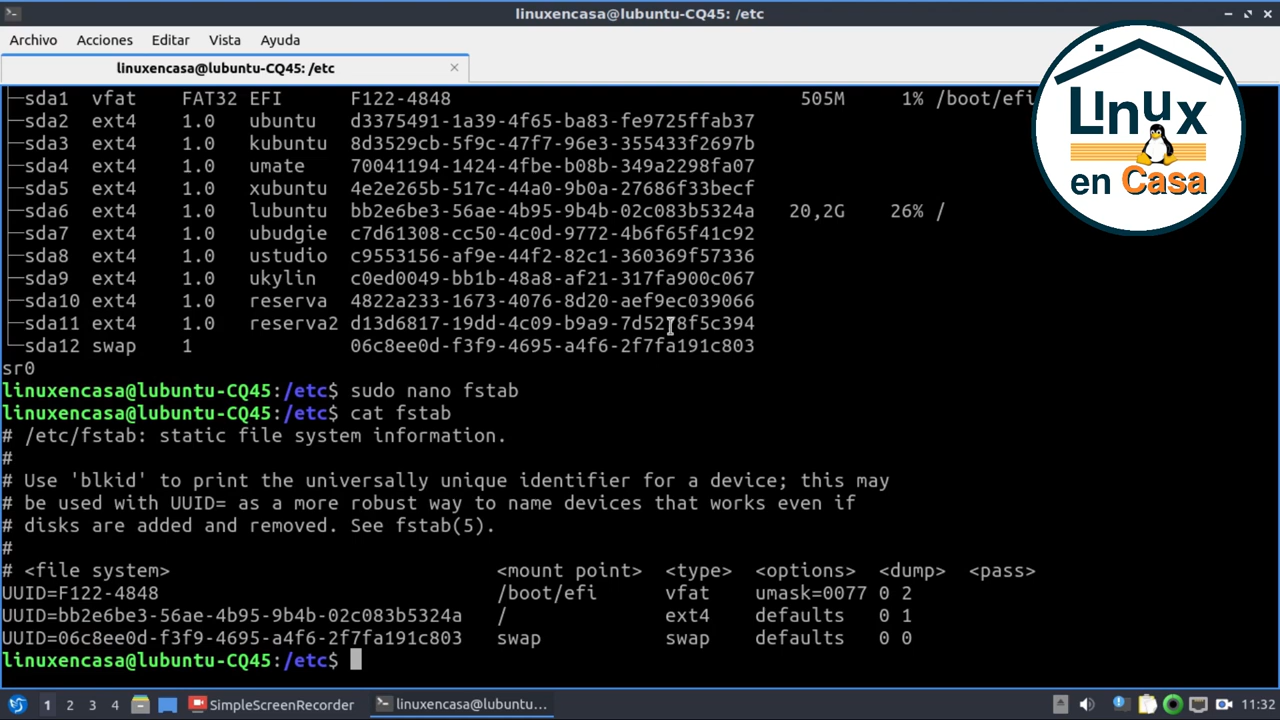 linuxencasa@lubuntu-CQ45: /etc
Archivo Acciones Editar Vista Ayuda
linuxencasa@lubuntu-CQ45: /etc
├─sda1 vfat FAT32 EFI F122-4848 505M 1% /boot/efi
├─sda2 ext4 1.0 ubuntu d3375491-1a39-4f65-ba83-fe9725ffab37
├─sda3 ext4 1.0 kubuntu 8d3529cb-5f9c-47f7-96e3-355433f2697b
├─sda4 ext4 1.0 umate 70041194-1424-4fbe-b08b-349a2298fa07
├─sda5 ext4 1.0 xubuntu 4e2e265b-517c-44a0-9b0a-27686f33becf
├─sda6 ext4 1.0 lubuntu bb2e6be3-56ae-4b95-9b4b-02c083b5324a 20,2G 26% /
├─sda7 ext4 1.0 ubudgie c7d61308-cc50-4c0d-9772-4b6f65f41c92
├─sda8 ext4 1.0 ustudio c9553156-af9e-44f2-82c1-360369f57336
├─sda9 ext4 1.0 ukylin c0ed0049-bb1b-48a8-af21-317fa900c067
├─sda10 ext4 1.0 reserva 4822a233-1673-4076-8d20-aef9ec039066
├─sda11 ext4 1.0 reserva2
└─sda12 swap 1 06c8ee0d-f3f9-4695-a4f6-2f7fa191c803
sr0
linuxencasa@lubuntu-CQ45:/etc$ sudo nano fstab
linuxencasa@lubuntu-CQ45:/etc$ cat fstab
# /etc/fstab: static file system information.
#
# Use 'blkid' to print the universally unique identifier for a device; this may
# be used with UUID= as a more robust way to name devices that works even if
# disks are added and removed. See fstab(5).
#
# <file system> <mount point> <type> <options> <dump> <pass>
UUID=F122-4848 /boot/efi vfat umask=0077 0 2
UUID=bb2e6be3-56ae-4b95-9b4b-02c083b5324a / ext4 defaults 0 1
UUID=06c8ee0d-f3f9-4695-a4f6-2f7fa191c803 swap swap defaults 0 0
linuxencasa@lubuntu-CQ45:/etc$
Linux
en Casa
1 2 3 4 SimpleScreenRecorder linuxencasa@lubuntu... 11:32